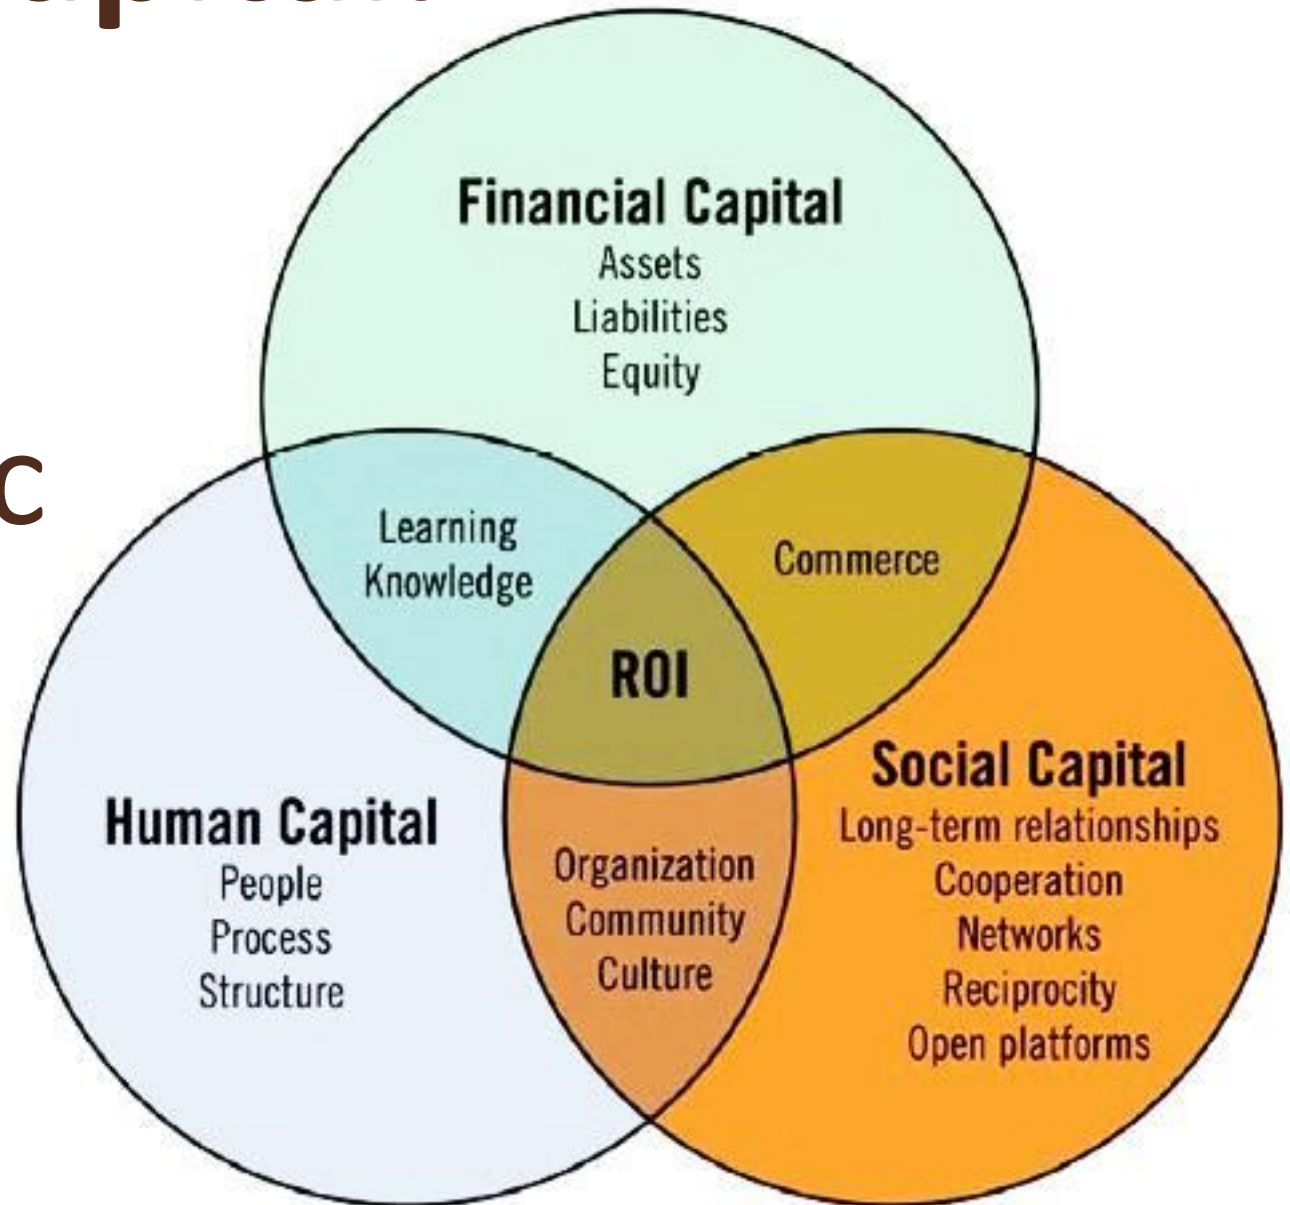 Financial Capital
Assets
Liabilities
Equity
Learning
Knowledge
Commerce
ROI
Human Capital
People
Process
Structure
Organization
Community
Culture
Social Capital
Long-term relationships
Cooperation
Networks
Reciprocity
Open platforms